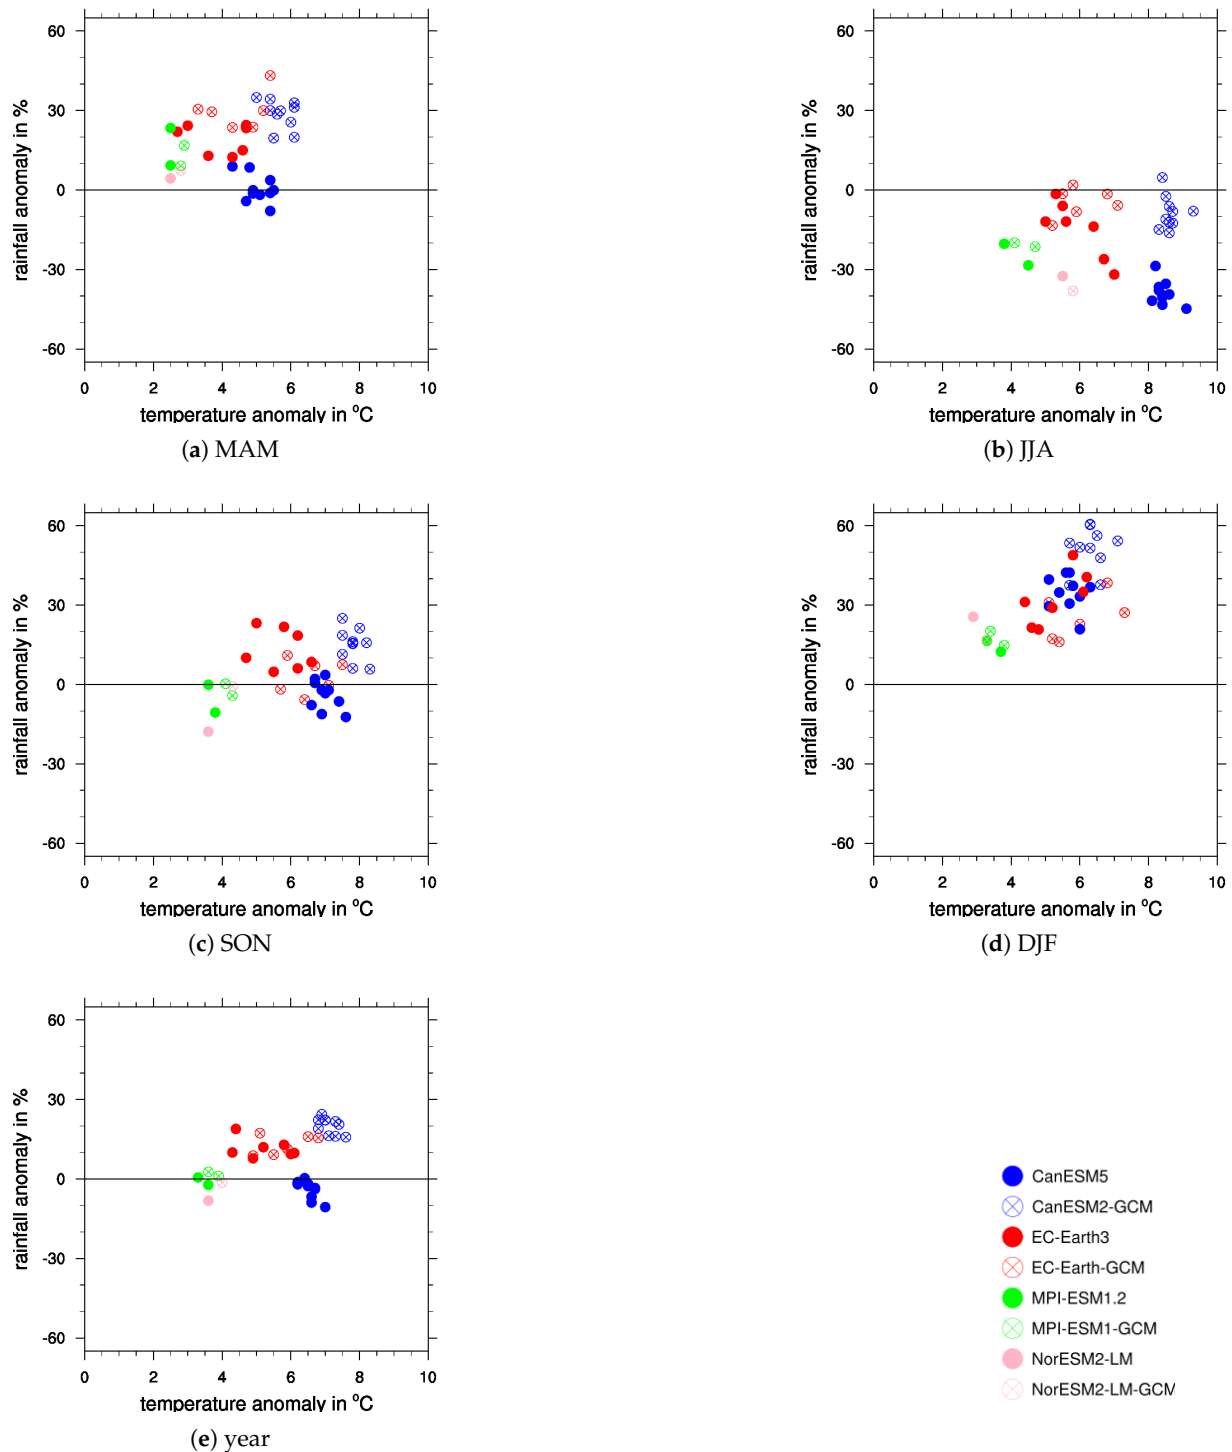 60
30
0
-30
-60
rainfall anomaly in %
0 2 4 6 8 10
temperature anomaly in °C
(a) MAM
60
30
0
-30
-60
rainfall anomaly in %
0 2 4 6 8 10
temperature anomaly in °C
(b) JJA
60
30
0
-30
-60
rainfall anomaly in %
0 2 4 6 8 10
temperature anomaly in °C
(c) SON
60
30
0
-30
-60
rainfall anomaly in %
0 2 4 6 8 10
temperature anomaly in °C
(d) DJF
60
30
0
-30
-60
rainfall anomaly in %
0 2 4 6 8 10
temperature anomaly in °C
(e) year
CanESM5
CanESM2-GCM
EC-Earth3
EC-Earth-GCM
MPI-ESM1.2
MPI-ESM1-GCM
NorESM2-LM
NorESM2-LM-GCM